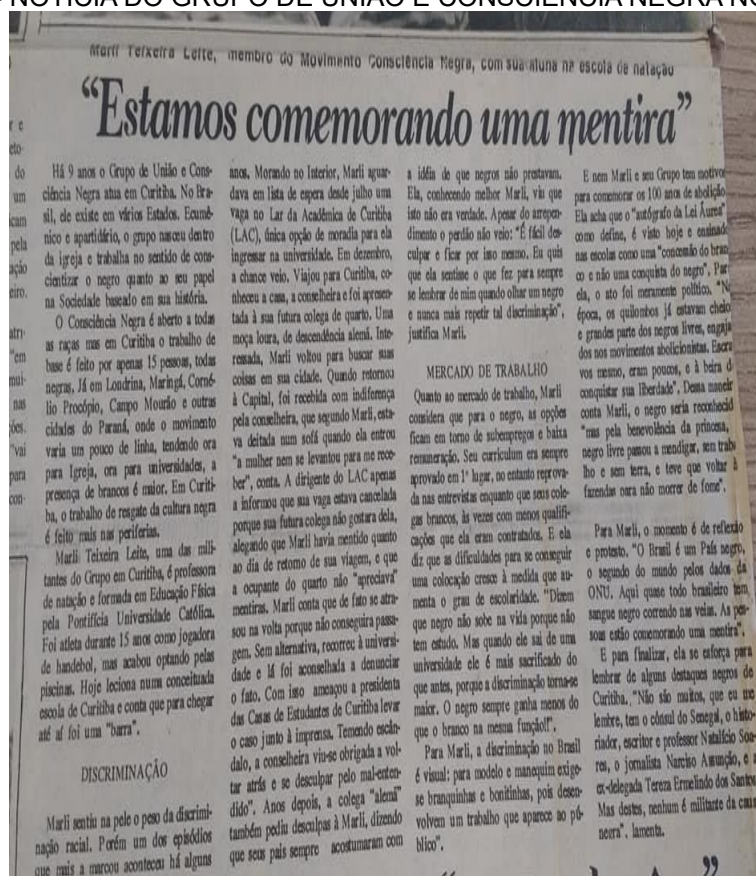 NOTÍCIA DO GRUPO DE UNIÃO E CONSCIÊNCIA NEGRA NO
Marli Teixeira Leite, membro do Movimento Consciência Negra, com sua aluna na escola de natação
“Estamos comemorando uma mentira”
Há 9 anos o Grupo de União e Cons-
ciência Negra atua em Curitiba. No Bra-
sil, ele existe em vários Estados. Ecumê-
nico e apartidário, o grupo nasceu dentro
da Igreja e trabalha no sentido de cons-
cientizar o negro quanto ao seu papel
na Sociedade baseado em sua história.
O Consciência Negra é aberto a todas
as raças mas em Curitiba o trabalho de
base é feito por apenas 15 pessoas, todas
negras. Já em Londrina, Maringá, Corné-
lio Procópio, Campo Mourão e outras
cidades do Paraná, onde o movimento
varia um pouco de linha, tendendo ora
para Igreja, ora para universidades, a
presença de brancos é maior. Em Curiti-
ba, o trabalho de resgate da cultura negra
é feito mais nas periferias.
Marli Teixeira Leite, uma das mili-
tantes do Grupo em Curitiba, é professora
de natação e formada em Educação Física
pela Pontifícia Universidade Católica.
Foi atleta durante 15 anos como jogadora
de handebol, mas acabou optando pelas
piscinas. Hoje leciona numa conceituada
escola de Curitiba e conta que para chegar
até aí foi uma "barra".
DISCRIMINAÇÃO
Marli sentiu na pele o peso da discrimi-
nação racial. Porém um dos episódios
que mais a marcou aconteceu há alguns
anos. Morando no Interior, Marli aguar-
dava em lista de espera desde julho uma
vaga no Lar da Acadêmica de Curitiba
(LAC), única opção de moradia para ela
ingressar na universidade. Em dezembro,
a chance veio. Viajou para Curitiba, co-
nheceu a casa, a conselheira e foi apresen-
tada à sua futura colega de quarto. Uma
moça loura, de descendência alemã. Inte-
ressada, Marli voltou para buscar suas
coisas em sua cidade. Quando retornou
à Capital, foi recebida com indiferença
pela conselheira, que segundo Marli, esta-
va deitada num sofá quando ela entrou
"a mulher nem se levantou para me rece-
ber", conta. A dirigente do LAC apenas
a informou que sua vaga estava cancelada
porque sua futura colega não gostara dela,
alegando que Marli havia mentido quanto
ao dia de retorno de sua viagem, e que
a ocupante do quarto não "apreciava"
mentiras. Marli conta que de fato se atra-
sou na volta porque não conseguira passa-
gem. Sem alternativa, recorreu à universi-
dade e lá foi aconselhada a denunciar
o fato. Com isso ameaçou a presidenta
das Casas de Estudantes de Curitiba levar
o caso junto à imprensa. Temendo escân-
dalo, a conselheira viu-se obrigada a vol-
tar atrás e se desculpar pelo mal-enten-
dido". Anos depois, a colega "alemã"
também pediu desculpas à Marli, dizendo
que seus pais sempre acostumaram com
a idéia de que negros não prestavam.
Ela, conhecendo melhor Marli, viu que
isto não era verdade. Apesar do arrepen-
dimento o perdão não veio: "É fácil des-
culpar e ficar por isso mesmo. Eu quis
que ela sentisse o que fez para sempre
se lembrar de mim quando olhar um negro
e nunca mais repetir tal discriminação",
justifica Marli.
MERCADO DE TRABALHO
Quanto ao mercado de trabalho, Marli
considera que para o negro, as opções
ficam em torno de subempregos e baixa
remuneração. Seu curriculum era sempre
aprovado em 1º lugar, no entanto reprova-
da nas entrevistas enquanto que seus cole-
gas brancos, às vezes com menos qualifi-
cações que ela eram contratados. E ela
diz que as dificuldades para se conseguir
uma colocação cresce à medida que au-
menta o grau de escolaridade. "Dizem
que negro não sobe na vida porque não
tem estudo. Mas quando ele sai de uma
universidade ele é mais sacrificado do
que antes, porque a discriminação torna-se
maior. O negro sempre ganha menos do
que o branco na mesma função!".
Para Marli, a discriminação no Brasil
é visual: para modelo e manequim exige-
se branquinhas e bonitinhas, pois desen-
volvem um trabalho que aparece ao pú-
blico".
E nem Marli e seu Grupo tem motivo
para comemorar os 100 anos de abolição
Ela acha que o "autógrafo da Lei Áurea"
como define, é visto hoje e ensinado
nas escolas como uma "concessão do bran
co e não uma conquista do negro". Par
ela, o ato foi meramente político. "N
época, os quilombos já estavam cheio
e grande parte dos negros livres, engaja
dos nos movimentos abolicionistas. Escra
vos mesmo, eram poucos, e à beira d
conquistar sua liberdade". Dessa maneir
conta Marli, o negro seria reconhecid
"mas pela benevolência da princesa,
negro livre passou a mendigar, sem traba
lho e sem terra, e teve que voltar à
fazendas para não morrer de fome".
Para Marli, o momento é de reflexão
e protesto. "O Brasil é um País negro,
o segundo do mundo pelos dados da
ONU. Aqui quase todo brasileiro tem
sangue negro correndo nas veias. As pes
soas estão comemorando uma mentira".
E para finalizar, ela se esforça para
lembrar de alguns destaques negros de
Curitiba. "Não são muitos, que eu me
lembre, tem o cônsul do Senegal, o histo-
riador, escritor e professor Natalício Soa-
res, o jornalista Narciso Assunção, e a
ex-delegada Tereza Ermelindo dos Santos
Mas destes, nenhum é militante da causa
negra", lamenta.